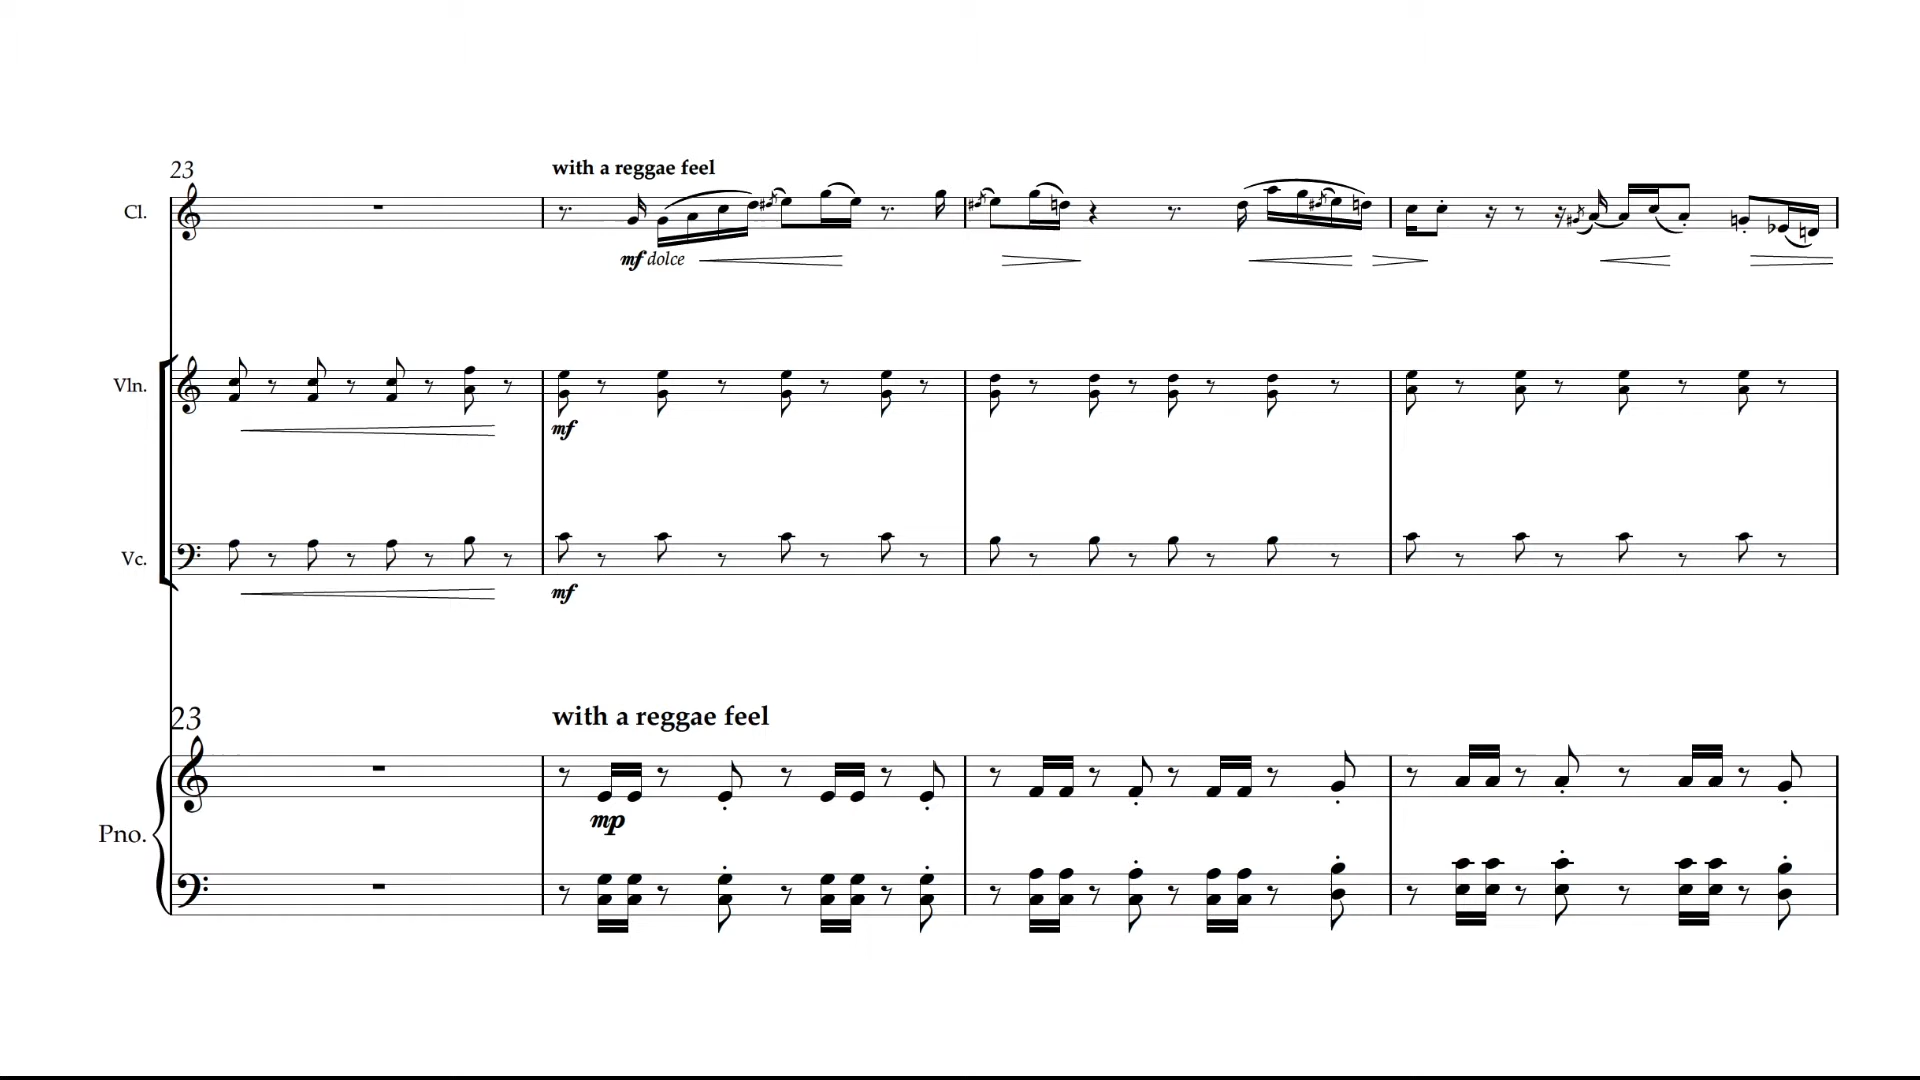 23
with a reggae feel
Cl.
mf dolce
Vln.
mf
Vc.
mf
23
with a reggae feel
Pno.
mp